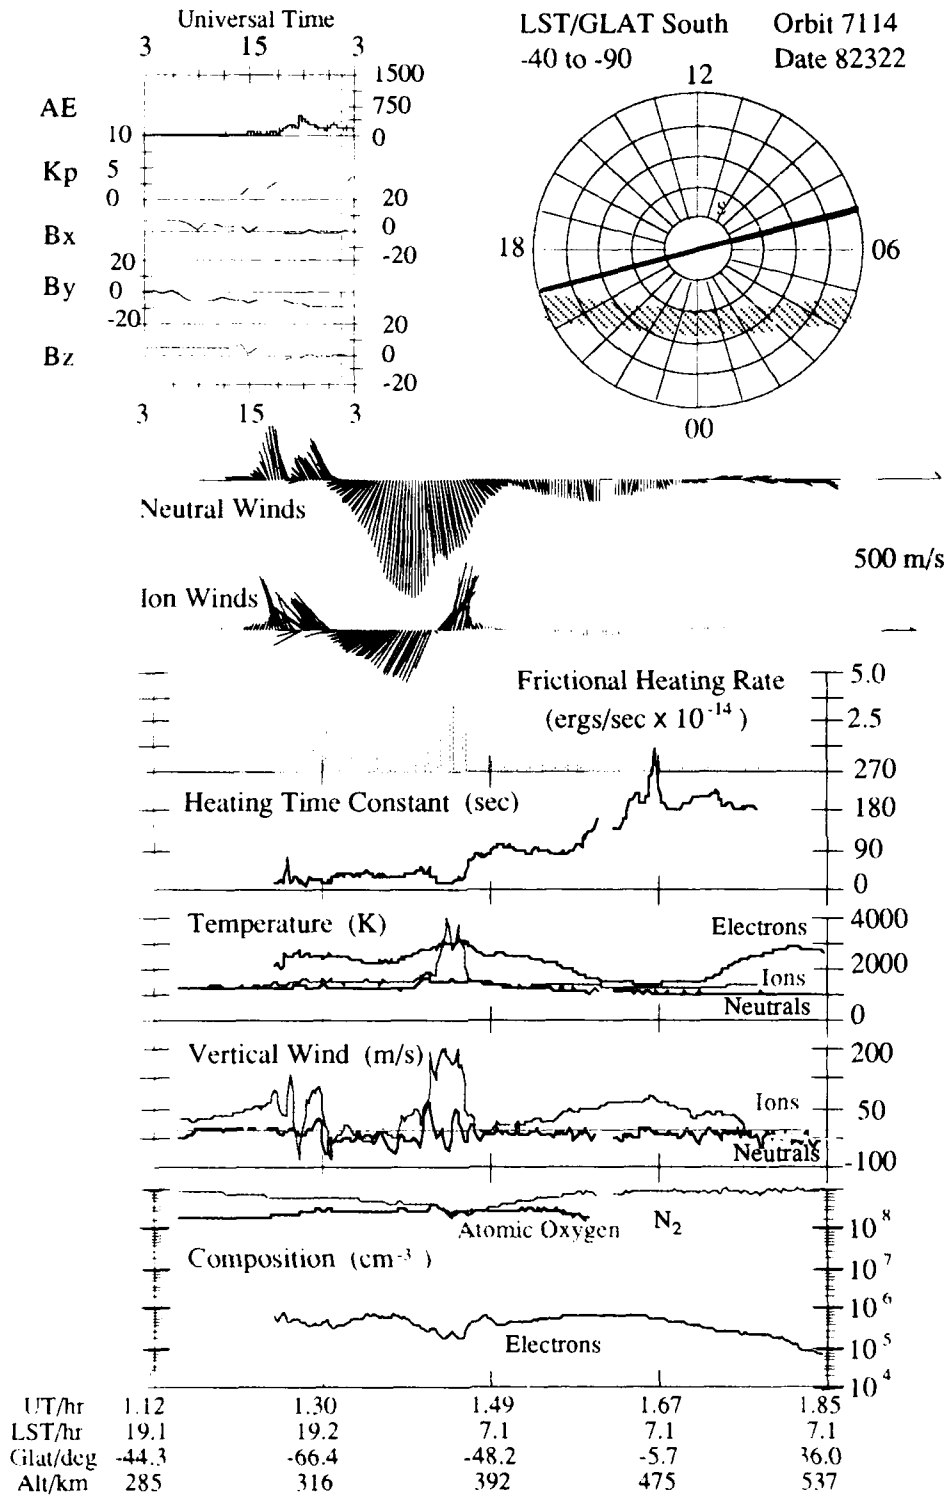 Universal Time
3 15 3
LST/GLAT South Orbit 7114
-40 to -90 Date 82322
12
18
06
00
AE
1500
750
0
Kp
10
5
0
Bx
20
0
-20
By
20
0
-20
Bz
20
0
-20
3 15 3
Neutral Winds
500 m/s
Ion Winds
Frictional Heating Rate
(ergs/sec x 10-14 )
5.0
2.5
Heating Time Constant (sec)
270
180
90
0
Temperature (K)
Electrons
Ions
Neutrals
4000
2000
0
Vertical Wind (m/s)
Ions
Neutrals
200
50
-100
Atomic Oxygen N2
Composition (cm-3 )
Electrons
10 8
10 7
10 6
10 5
10 4
UT/hr 1.12 1.30 1.49 1.67 1.85
LST/hr 19.1 19.2 7.1 7.1 7.1
Glat/deg -44.3 -66.4 -48.2 -5.7 36.0
Alt/km 285 316 392 475 537